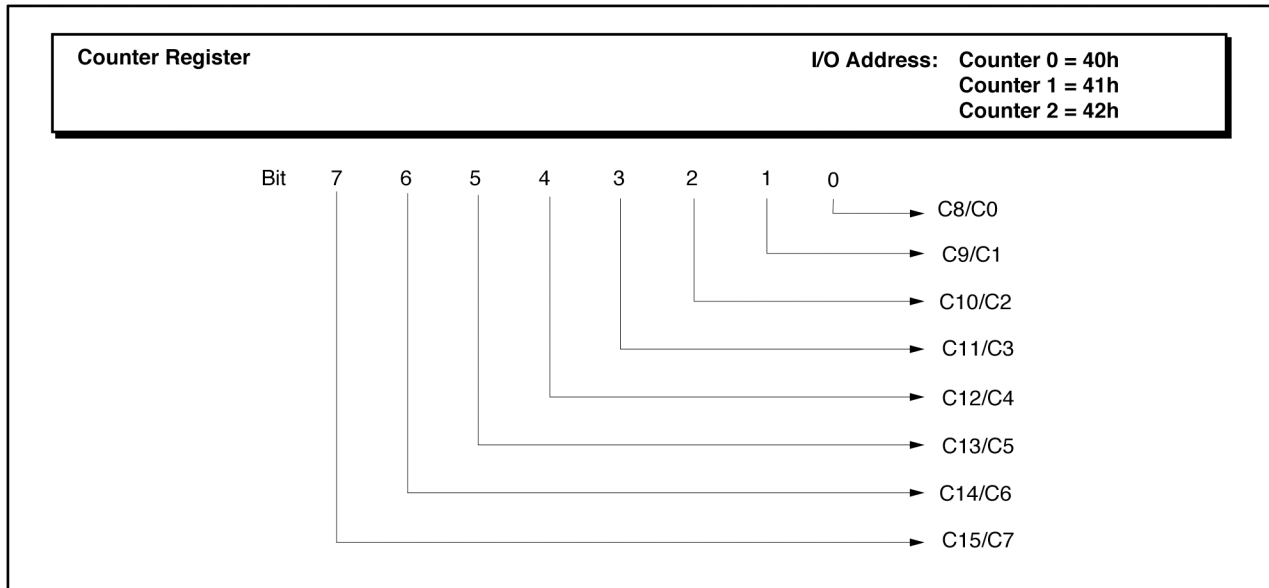 Counter Register I/O Address: Counter 0 = 40h
Counter 1 = 41h
Counter 2 = 42h
Bit 7 6 5 4 3 2 1 0
C8/C0
C9/C1
C10/C2
C11/C3
C12/C4
C13/C5
C14/C6
C15/C7